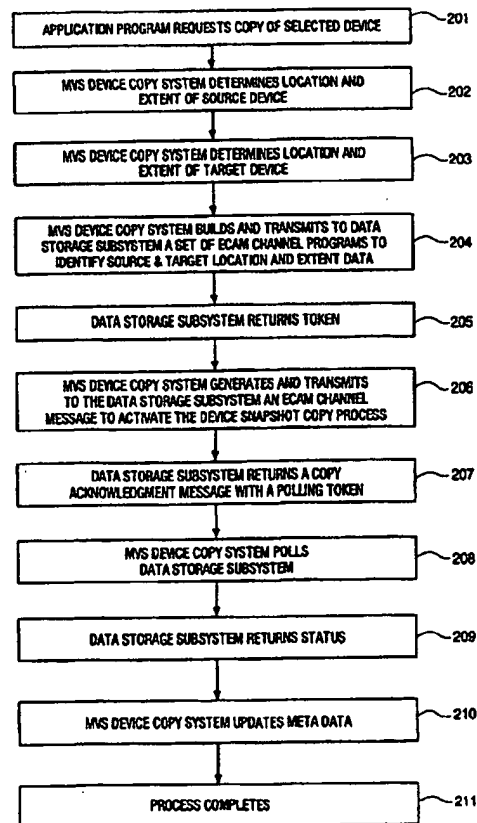 APPLICATION PROGRAM REQUESTS COPY OF SELECTED DEVICE
201
MVS DEVICE COPY SYSTEM DETERMINES LOCATION AND
EXTENT OF SOURCE DEVICE
202
MVS DEVICE COPY SYSTEM DETERMINES LOCATION AND
EXTENT OF TARGET DEVICE
203
MVS DEVICE COPY SYSTEM BUILDS AND TRANSMITS TO DATA
STORAGE SUBSYSTEM A SET OF ECAM CHANNEL PROGRAMS TO
IDENTIFY SOURCE & TARGET LOCATION AND EXTENT DATA
204
DATA STORAGE SUBSYSTEM RETURNS TOKEN
205
MVS DEVICE COPY SYSTEM GENERATES AND TRANSMITS
TO THE DATA STORAGE SUBSYSTEM AN ECAM CHANNEL
MESSAGE TO ACTIVATE THE DEVICE SNAPSHOT COPY PROCESS
206
DATA STORAGE SUBSYSTEM RETURNS A COPY
ACKNOWLEDGMENT MESSAGE WITH A POLLING TOKEN
207
MVS DEVICE COPY SYSTEM POLLS
DATA STORAGE SUBSYSTEM
208
DATA STORAGE SUBSYSTEM RETURNS STATUS
209
MVS DEVICE COPY SYSTEM UPDATES META DATA
210
PROCESS COMPLETES
211